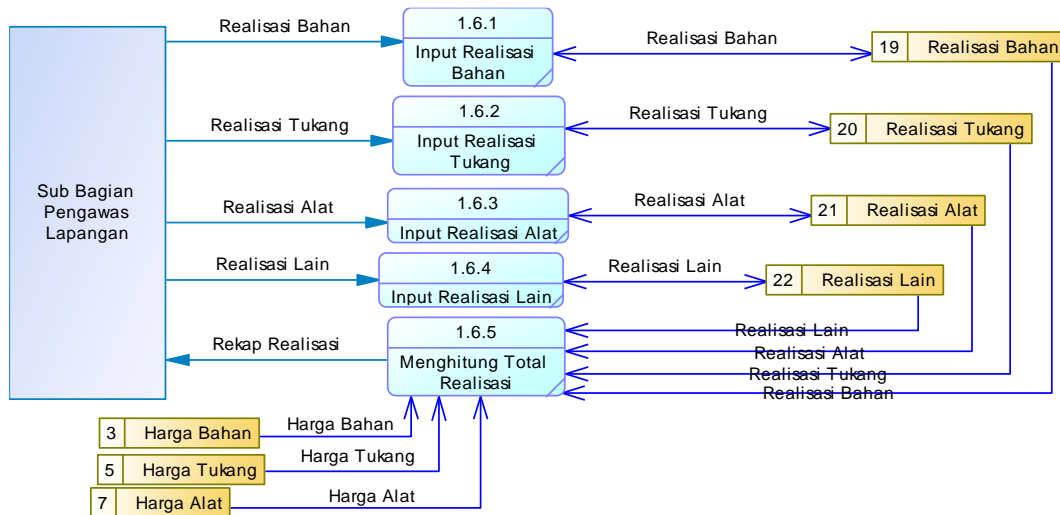 Realisasi Bahan
1.6.1
Input Realisasi
Bahan
Realisasi Bahan
19 Realisasi Bahan
Realisasi Tukang
1.6.2
Input Realisasi
Tukang
Realisasi Tukang
20 Realisasi Tukang
Sub Bagian
Pengawas
Lapangan
Realisasi Alat
1.6.3
Input Realisasi Alat
Realisasi Alat
21 Realisasi Alat
Realisasi Lain
1.6.4
Input Realisasi Lain
Realisasi Lain
22 Realisasi Lain
Rekap Realisasi
1.6.5
Menghitung Total
Realisasi
Realisasi Lain
Realisasi Alat
Realisasi Tukang
Realisasi Bahan
3 Harga Bahan
Harga Bahan
5 Harga Tukang
Harga Tukang
7 Harga Alat
Harga Alat